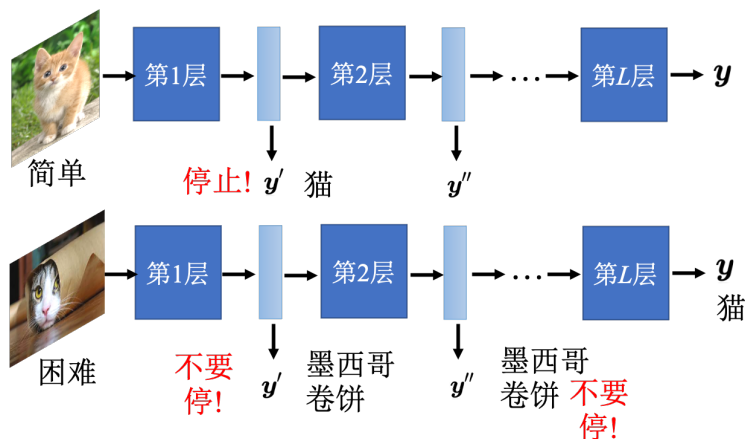 第1层 第2层 … 第L层 y
简单 停止! y′ 猫 y″
第1层 第2层 … 第L层 y
猫
困难 不要 y′ 墨西哥 y″ 墨西哥
停! 卷饼 卷饼 不要
停!